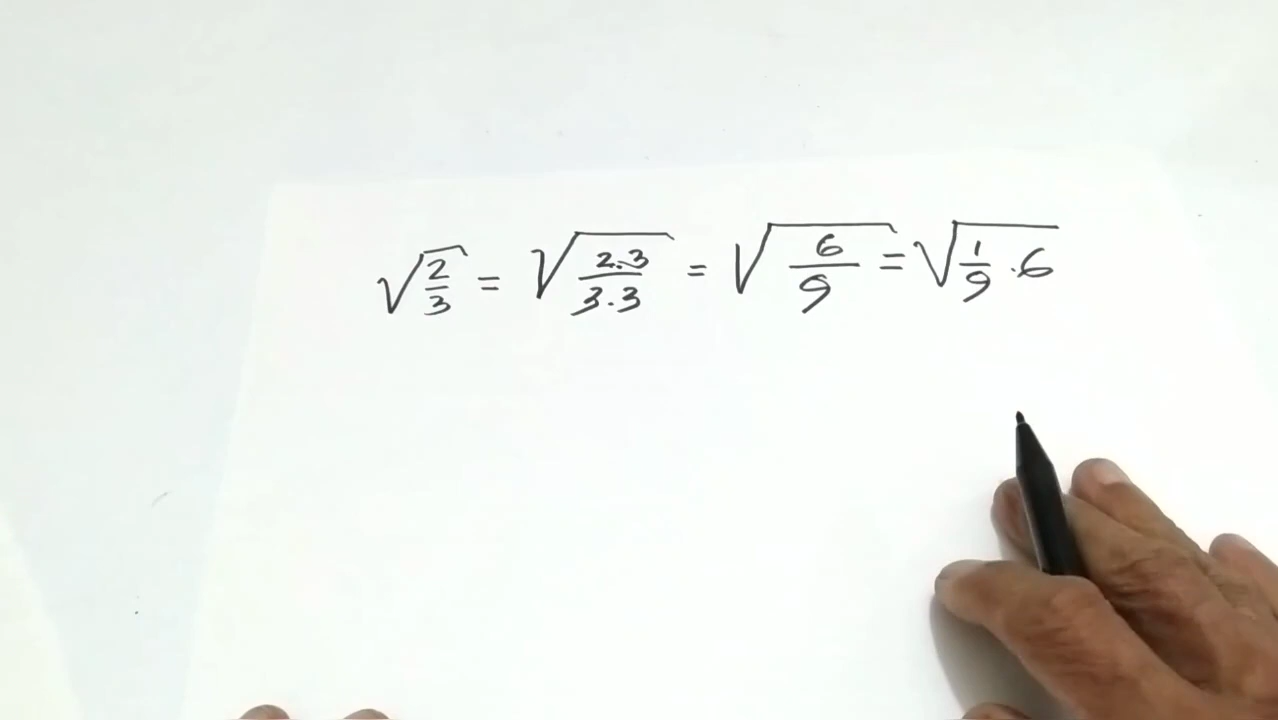 √(2/3) = √((2.3)/(3.3)) = √(6/9) = √(1/9 . 6)